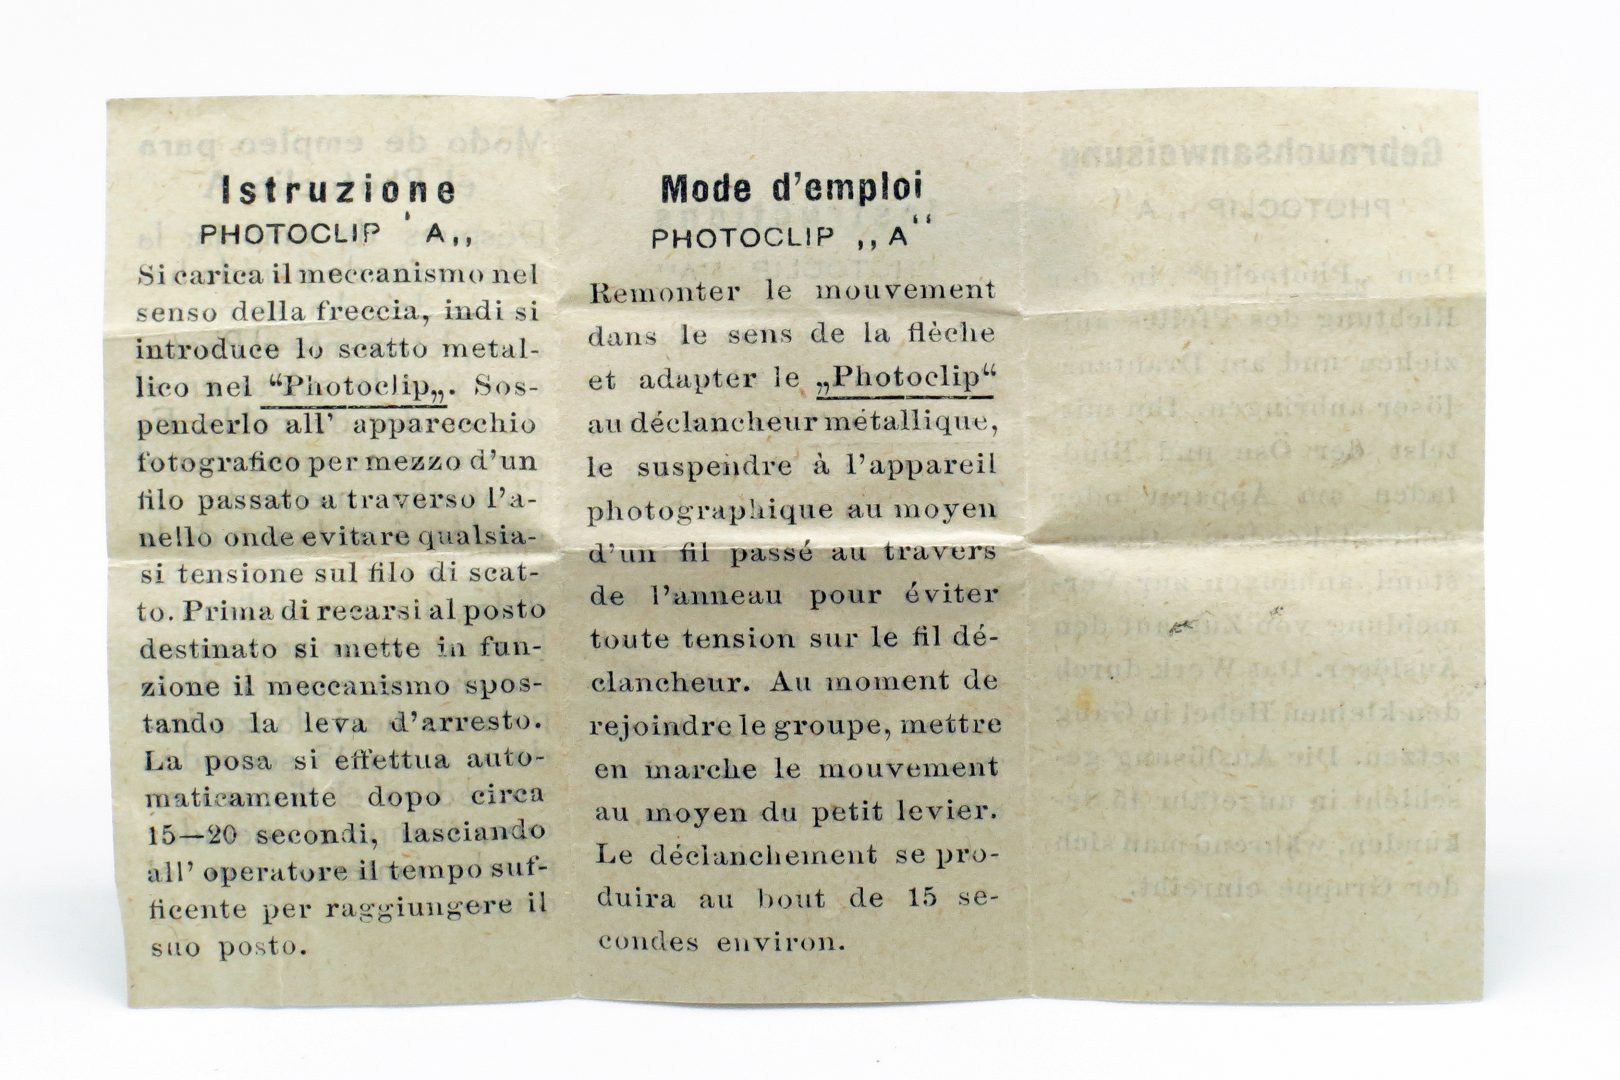 Istruzione
PHOTOCLIP 'A„
Si carica il meccanismo nel
senso della freccia, indi si
introduce lo scatto metal-
lico nel “Photoclip„. Sos-
penderlo all' apparecchio
fotografico per mezzo d'un
filo passato a traverso l'a-
nello onde evitare qualsia-
si tensione sul filo di scat-
to. Prima di recarsi al posto
destinato si mette in fun-
zione il meccanismo spos-
tando la leva d'arresto.
La posa si effettua auto-
maticamente dopo circa
15—20 secondi, lasciando
all' operatore il tempo suf-
ficente per raggiungere il
suo posto.
Mode d'emploi
PHOTOCLIP „A“
Remonter le mouvement
dans le sens de la flèche
et adapter le „Photoclip“
au déclancheur métallique,
le suspendre à l'appareil
photographique au moyen
d'un fil passé au travers
de l'anneau pour éviter
toute tension sur le fil dé-
clancheur. Au moment de
rejoindre le groupe, mettre
en marche le mouvement
au moyen du petit levier.
Le déclanchement se pro-
duira au bout de 15 se-
condes environ.